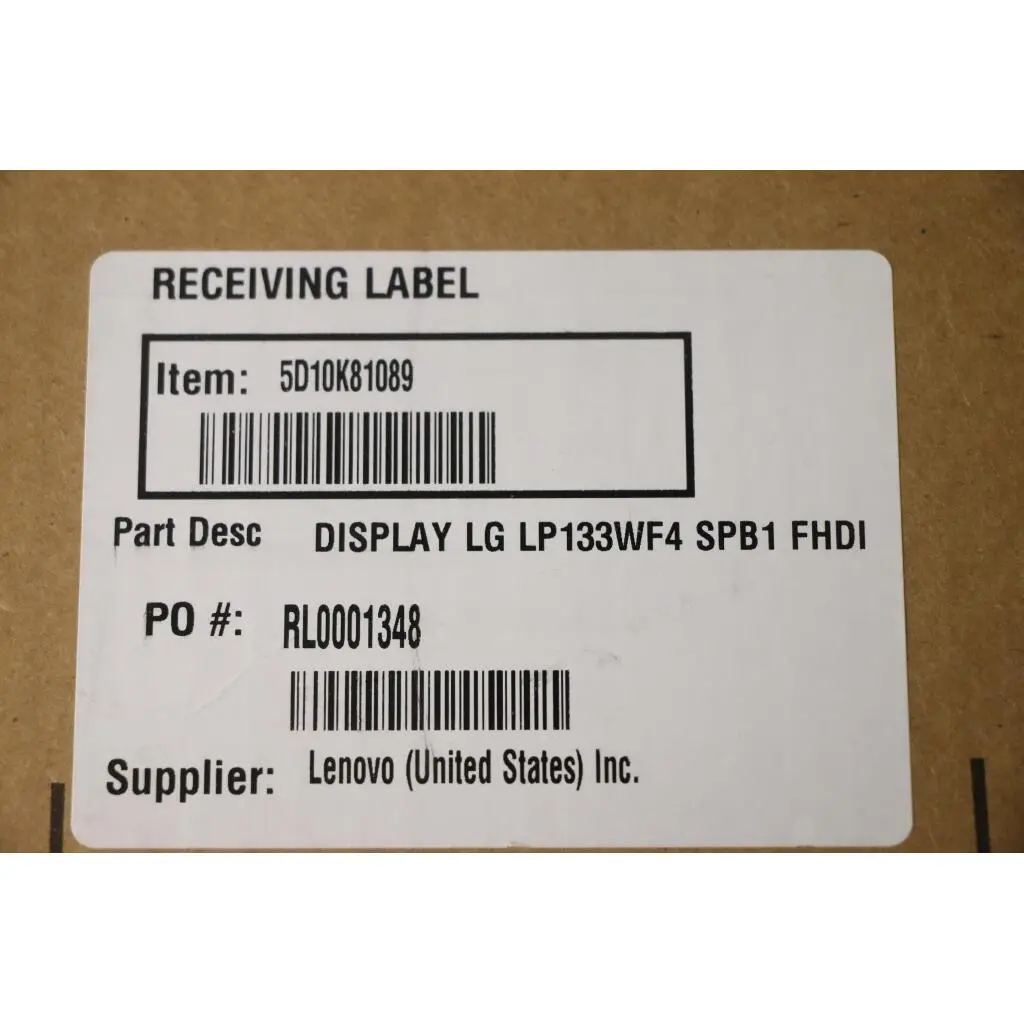 RECEIVING LABEL
Item: 5D10K81089
Part Desc DISPLAY LG LP133WF4 SPB1 FHDI
PO #: RL0001348
Supplier: Lenovo (United States) Inc.